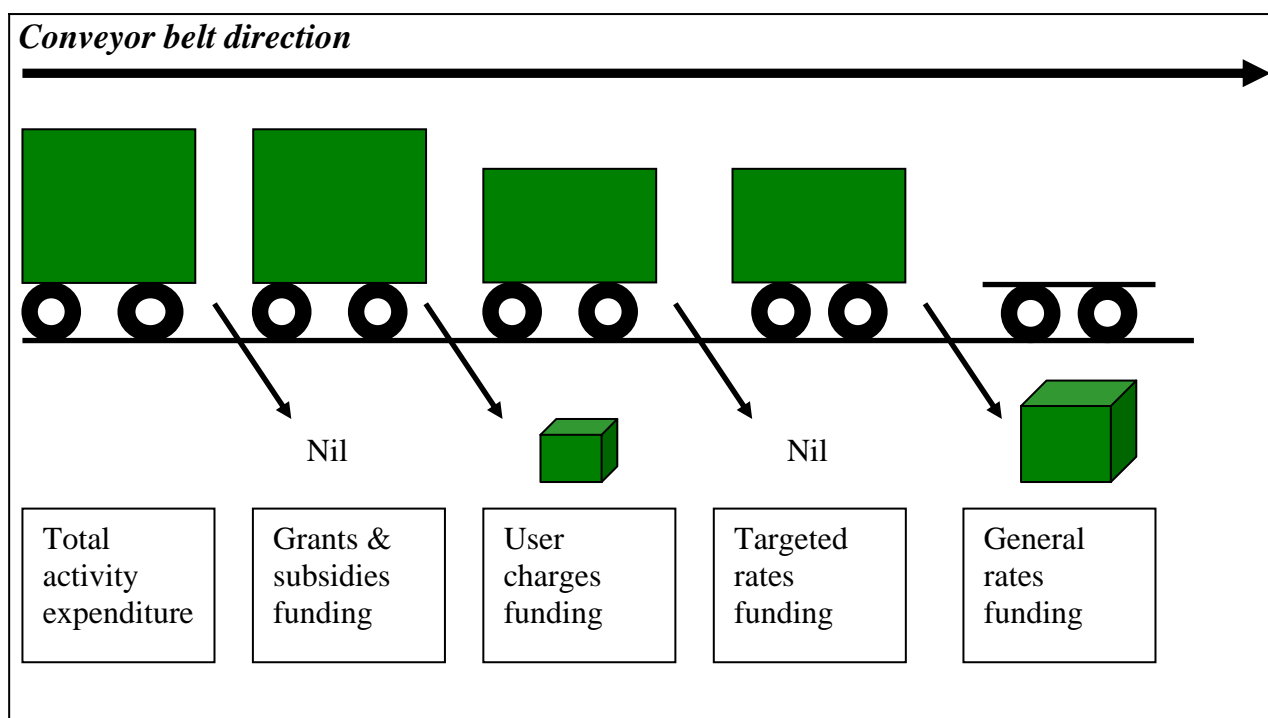 Conveyor belt direction
Nil
Nil
Total
activity
expenditure
Grants &
subsidies
funding
User
charges
funding
Targeted
rates
funding
General
rates
funding